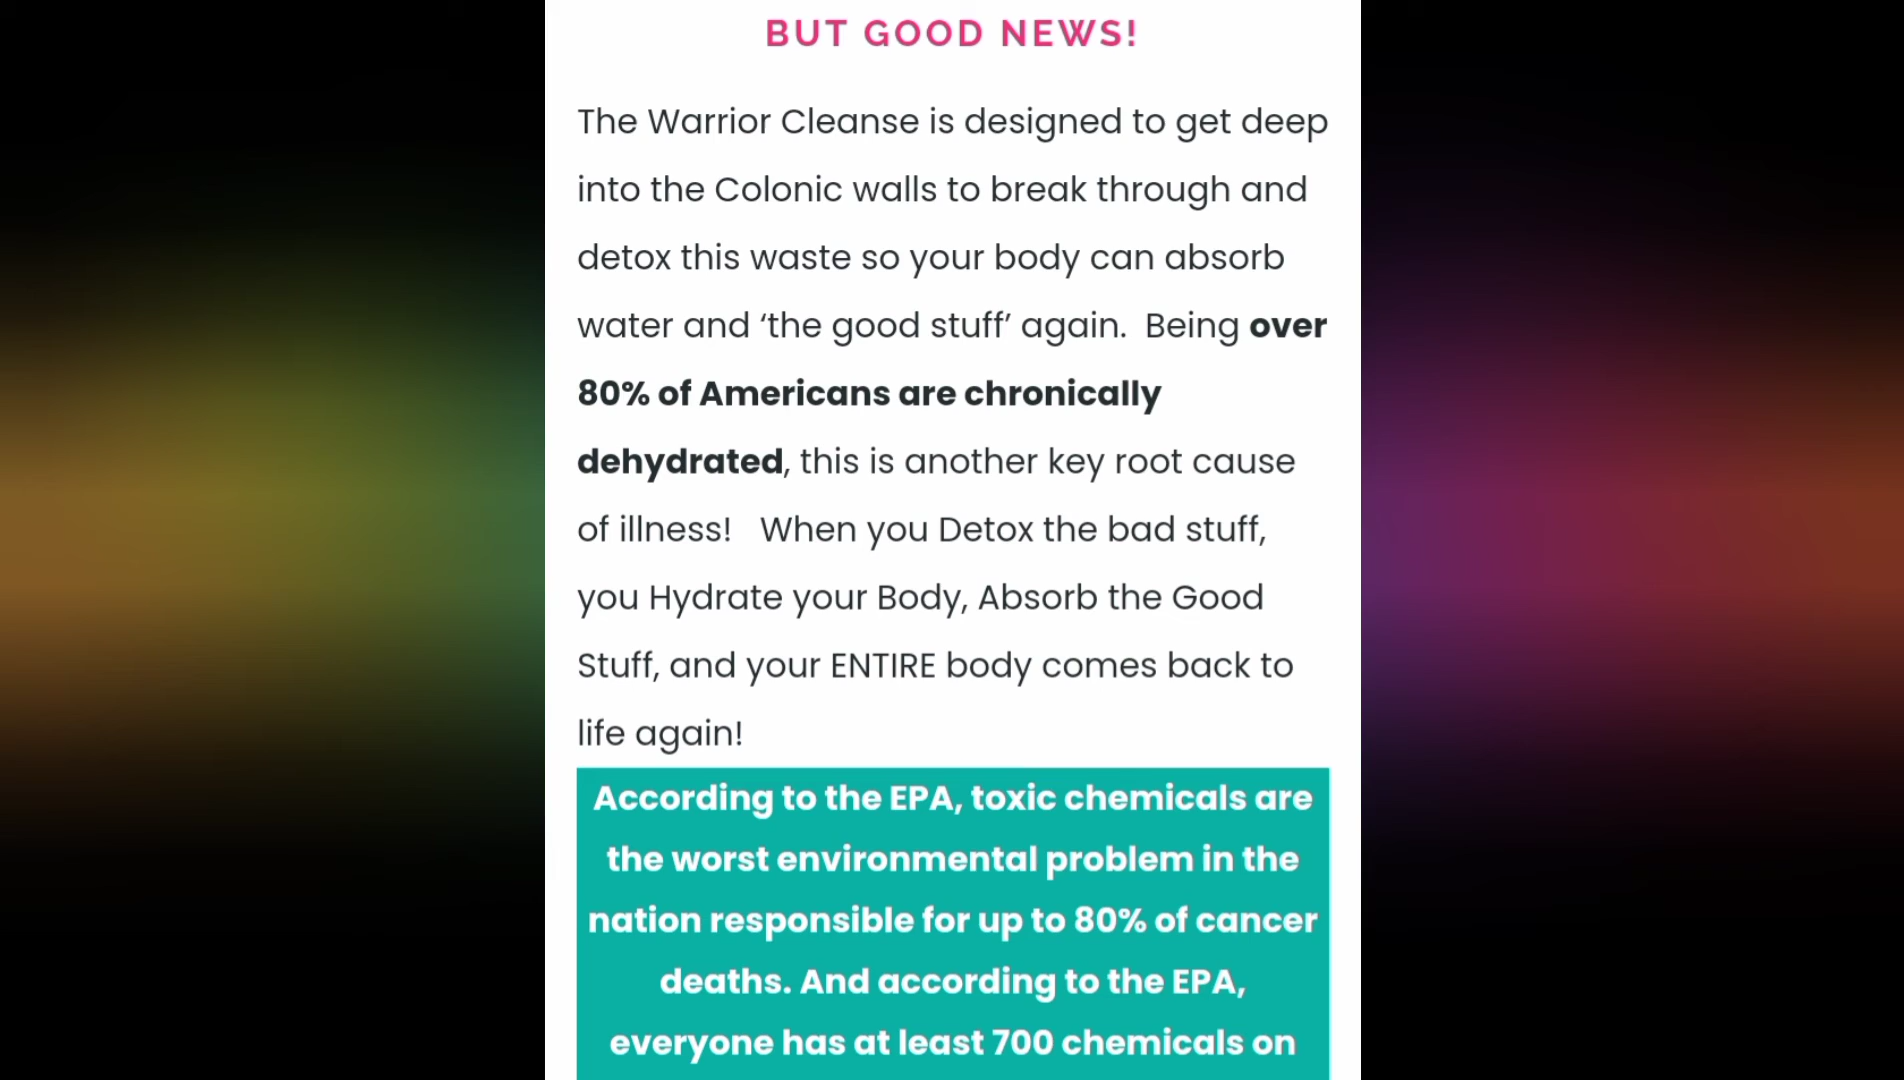 BUT GOOD NEWS!
The Warrior Cleanse is designed to get deep
into the Colonic walls to break through and
detox this waste so your body can absorb
water and ‘the good stuff’ again.  Being over
80% of Americans are chronically
dehydrated, this is another key root cause
of illness!   When you Detox the bad stuff,
you Hydrate your Body, Absorb the Good
Stuff, and your ENTIRE body comes back to
life again!
According to the EPA, toxic chemicals are
the worst environmental problem in the
nation responsible for up to 80% of cancer
deaths. And according to the EPA,
everyone has at least 700 chemicals on